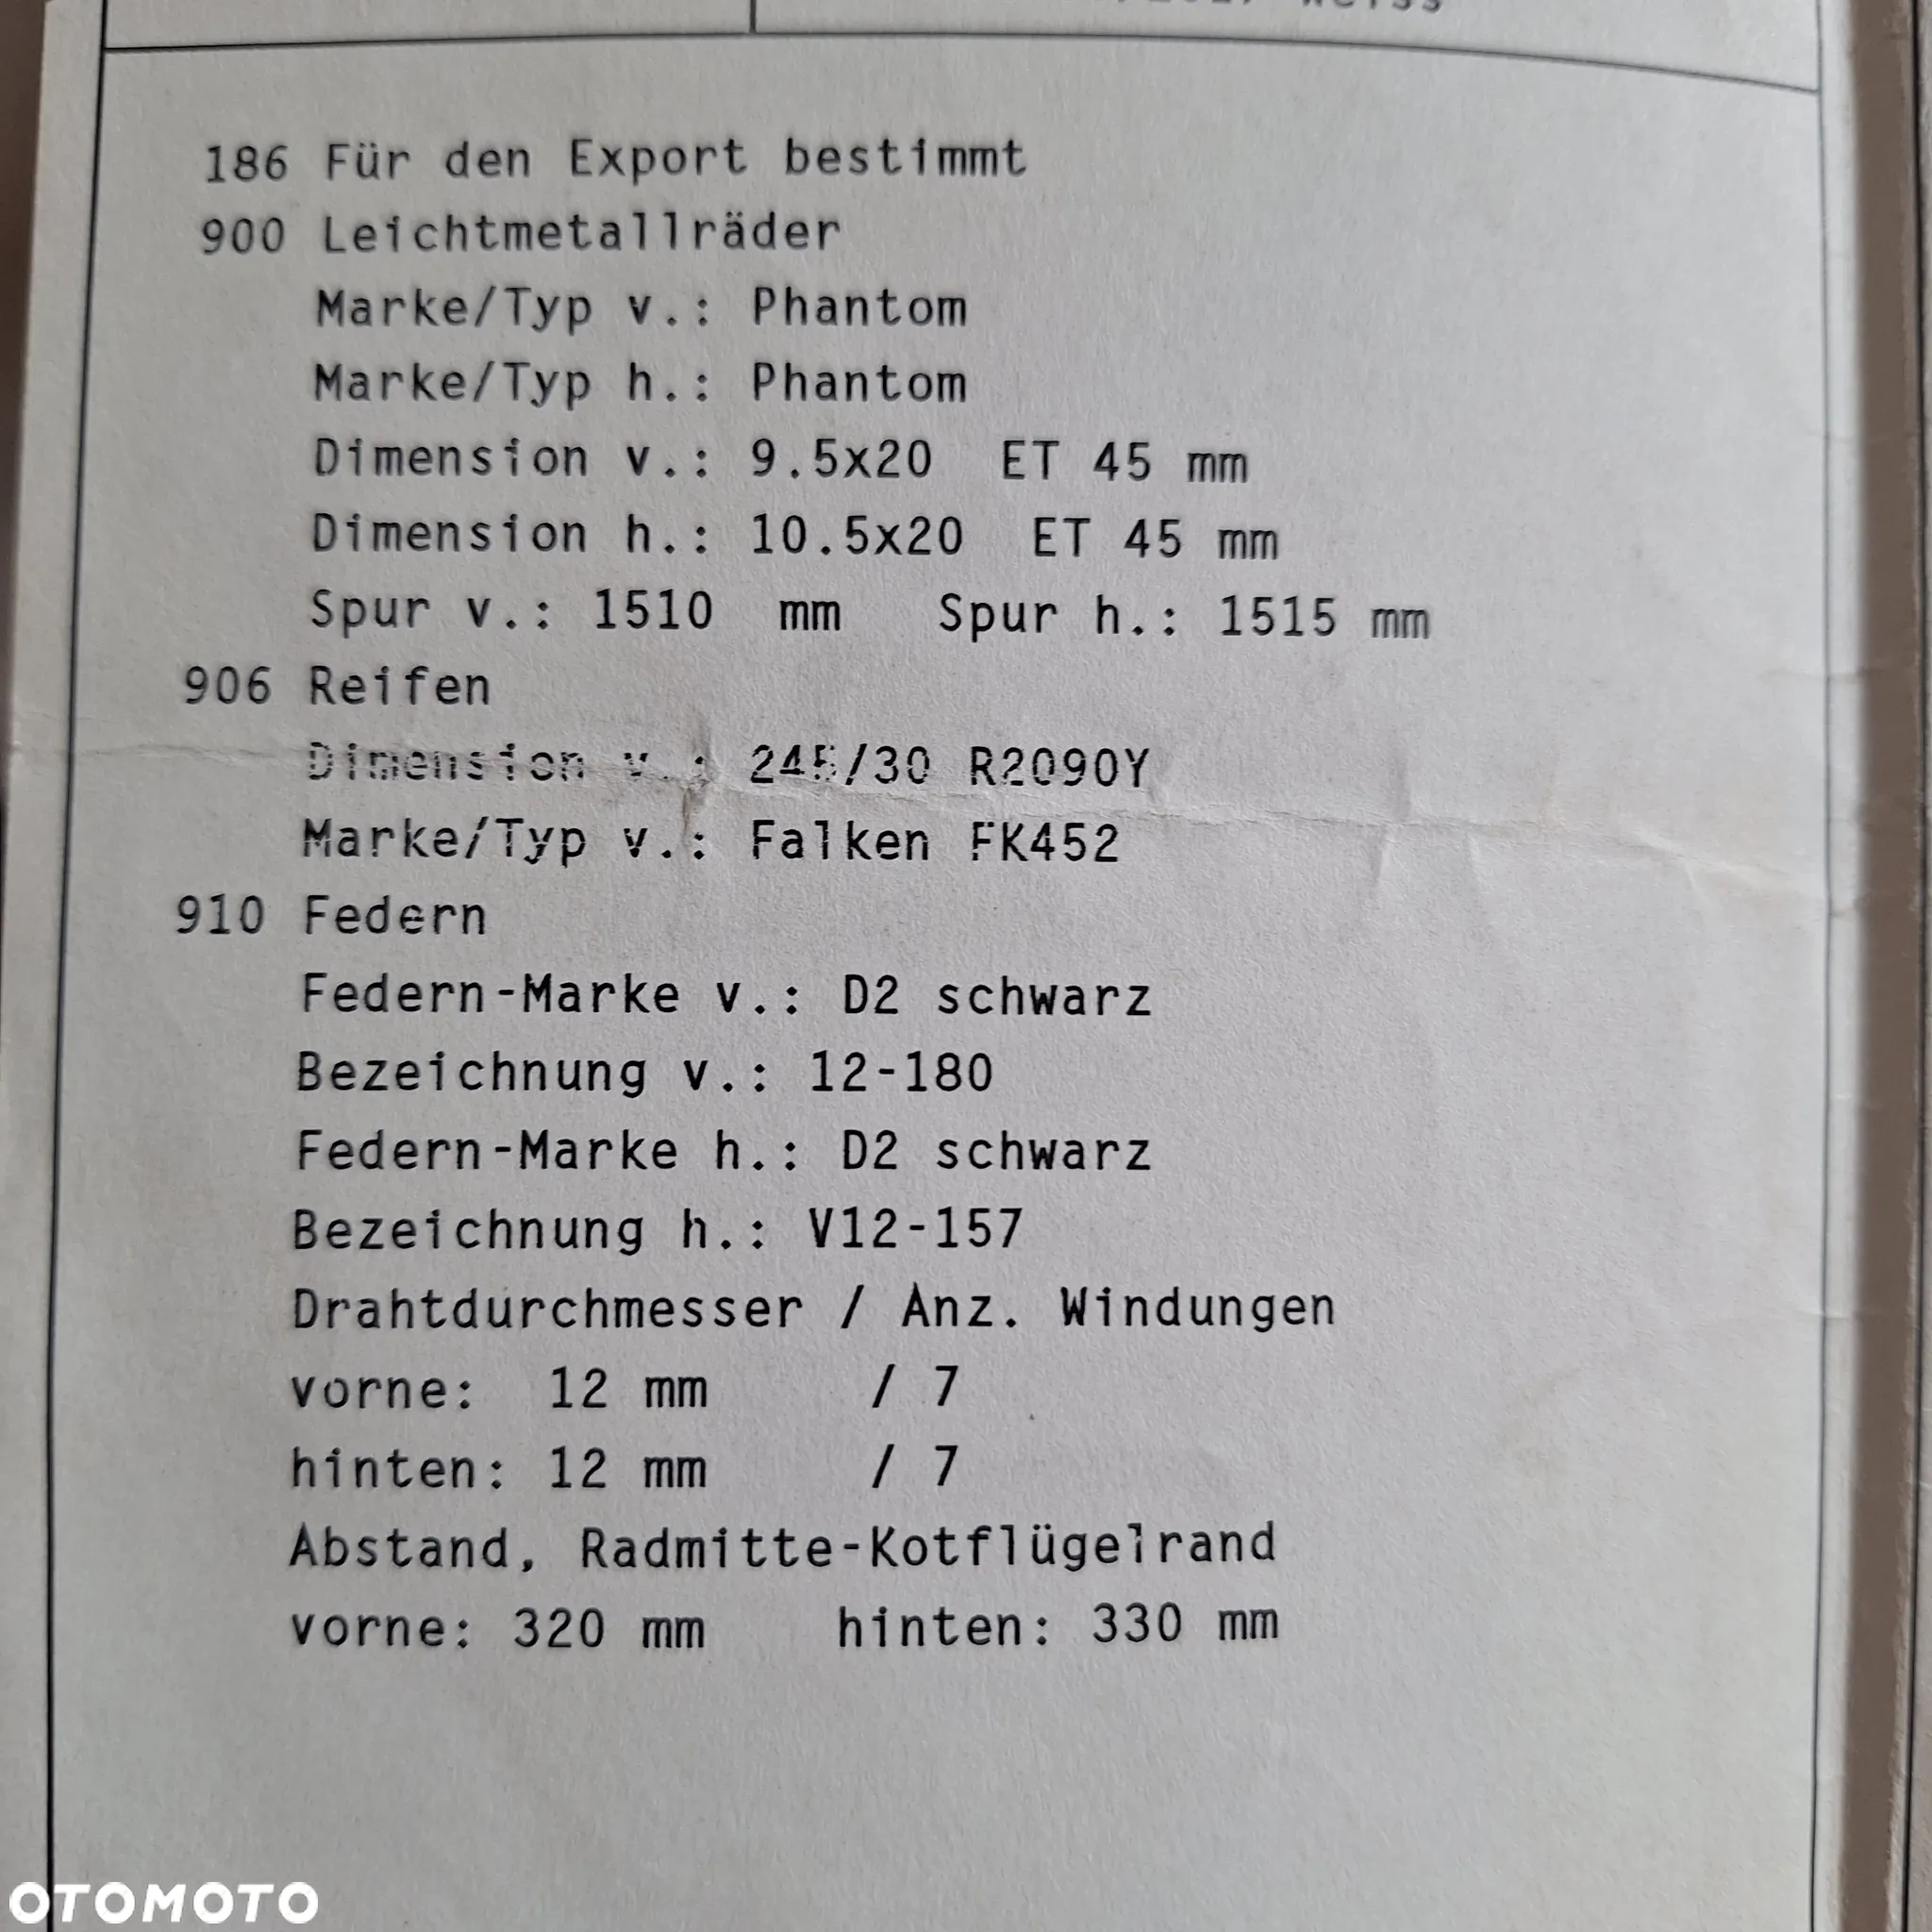 186 Für den Export bestimmt
900 Leichtmetallräder
Marke/Typ v.: Phantom
Marke/Typ h.: Phantom
Dimension v.: 9.5x20 ET 45 mm
Dimension h.: 10.5x20 ET 45 mm
Spur v.: 1510 mm Spur h.: 1515 mm
906 Reifen
Dimension v.: 245/30 R2090Y
Marke/Typ v.: Falken FK452
910 Federn
Federn-Marke v.: D2 schwarz
Bezeichnung v.: 12-180
Federn-Marke h.: D2 schwarz
Bezeichnung h.: V12-157
Drahtdurchmesser / Anz. Windungen
vorne: 12 mm / 7
hinten: 12 mm / 7
Abstand, Radmitte-Kotflügelrand
vorne: 320 mm hinten: 330 mm
OTOMOTO